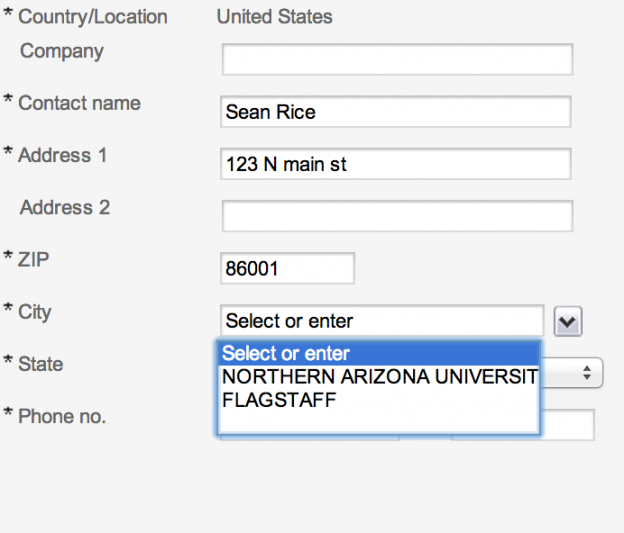 * Country/Location United States
Company
* Contact name Sean Rice
* Address 1 123 N main st
Address 2
* ZIP 86001
* City Select or enter
Select or enter
* State
NORTHERN ARIZONA UNIVERSIT
FLAGSTAFF
* Phone no.